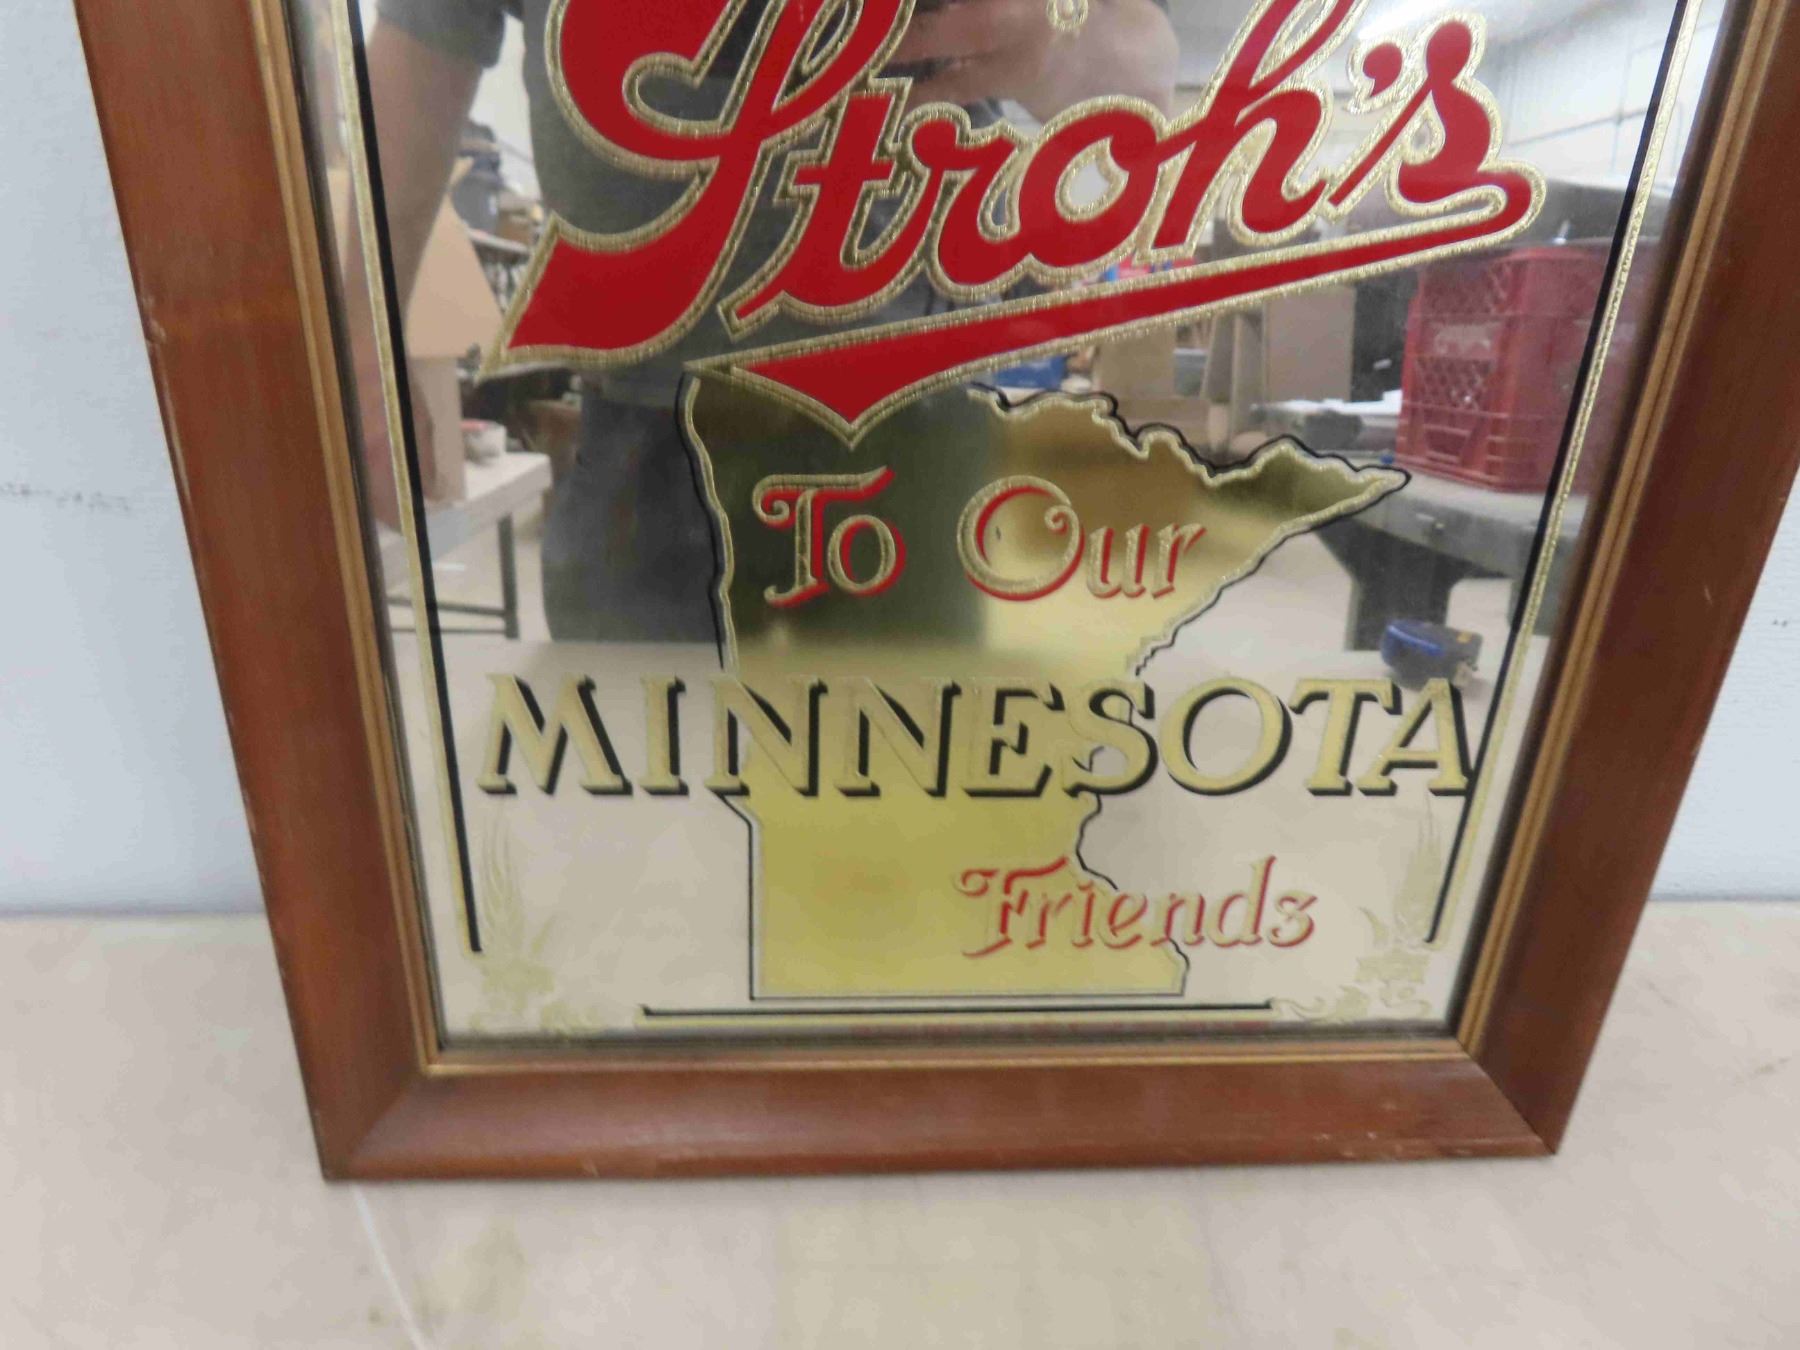 Stroh's
To Our
MINNESOTA
Friends